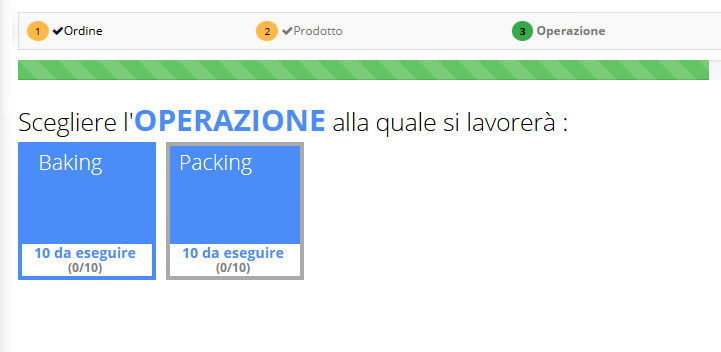 1 ✔Ordine 2 ✔Prodotto 3 Operazione
Scegliere l'OPERAZIONE alla quale si lavorerà :
Baking Packing
10 da eseguire 10 da eseguire
(0/10) (0/10)